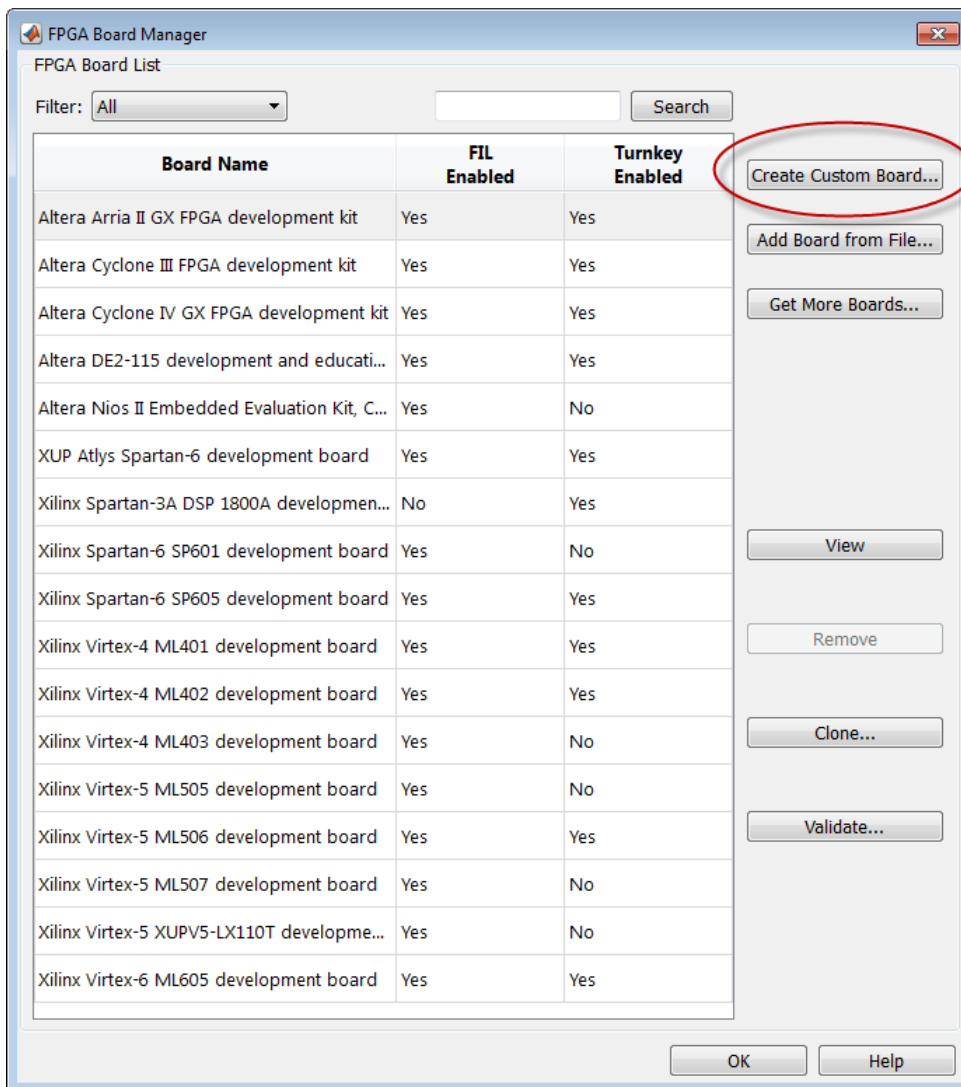 FPGA Board Manager
FPGA Board List
Filter: All Search
Board Name FIL Enabled Turnkey Enabled
Create Custom Board...
Altera Arria II GX FPGA development kit Yes Yes
Add Board from File...
Altera Cyclone III FPGA development kit Yes Yes
Altera Cyclone IV GX FPGA development kit Yes Yes
Get More Boards...
Altera DE2-115 development and educati... Yes Yes
Altera Nios II Embedded Evaluation Kit, C... Yes No
XUP Atlys Spartan-6 development board Yes Yes
Xilinx Spartan-3A DSP 1800A developmen... No Yes
Xilinx Spartan-6 SP601 development board Yes No
View
Xilinx Spartan-6 SP605 development board Yes Yes
Xilinx Virtex-4 ML401 development board Yes Yes
Remove
Xilinx Virtex-4 ML402 development board Yes Yes
Xilinx Virtex-4 ML403 development board Yes No
Clone...
Xilinx Virtex-5 ML505 development board Yes No
Xilinx Virtex-5 ML506 development board Yes Yes
Validate...
Xilinx Virtex-5 ML507 development board Yes No
Xilinx Virtex-5 XUPV5-LX110T developme... Yes No
Xilinx Virtex-6 ML605 development board Yes Yes
OK Help